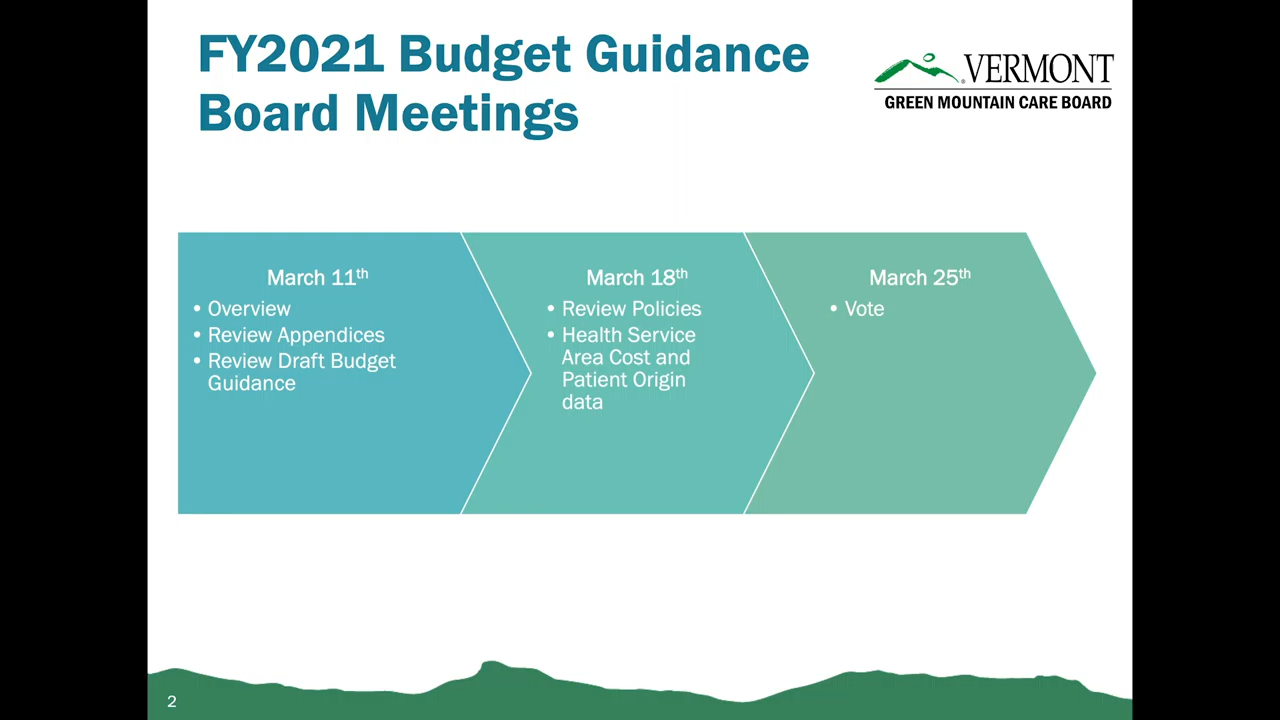 FY2021 Budget Guidance
Board Meetings
VERMONT
GREEN MOUNTAIN CARE BOARD
March 11th
• Overview
• Review Appendices
• Review Draft Budget
Guidance
March 18th
• Review Policies
• Health Service
Area Cost and
Patient Origin
data
March 25th
• Vote
2